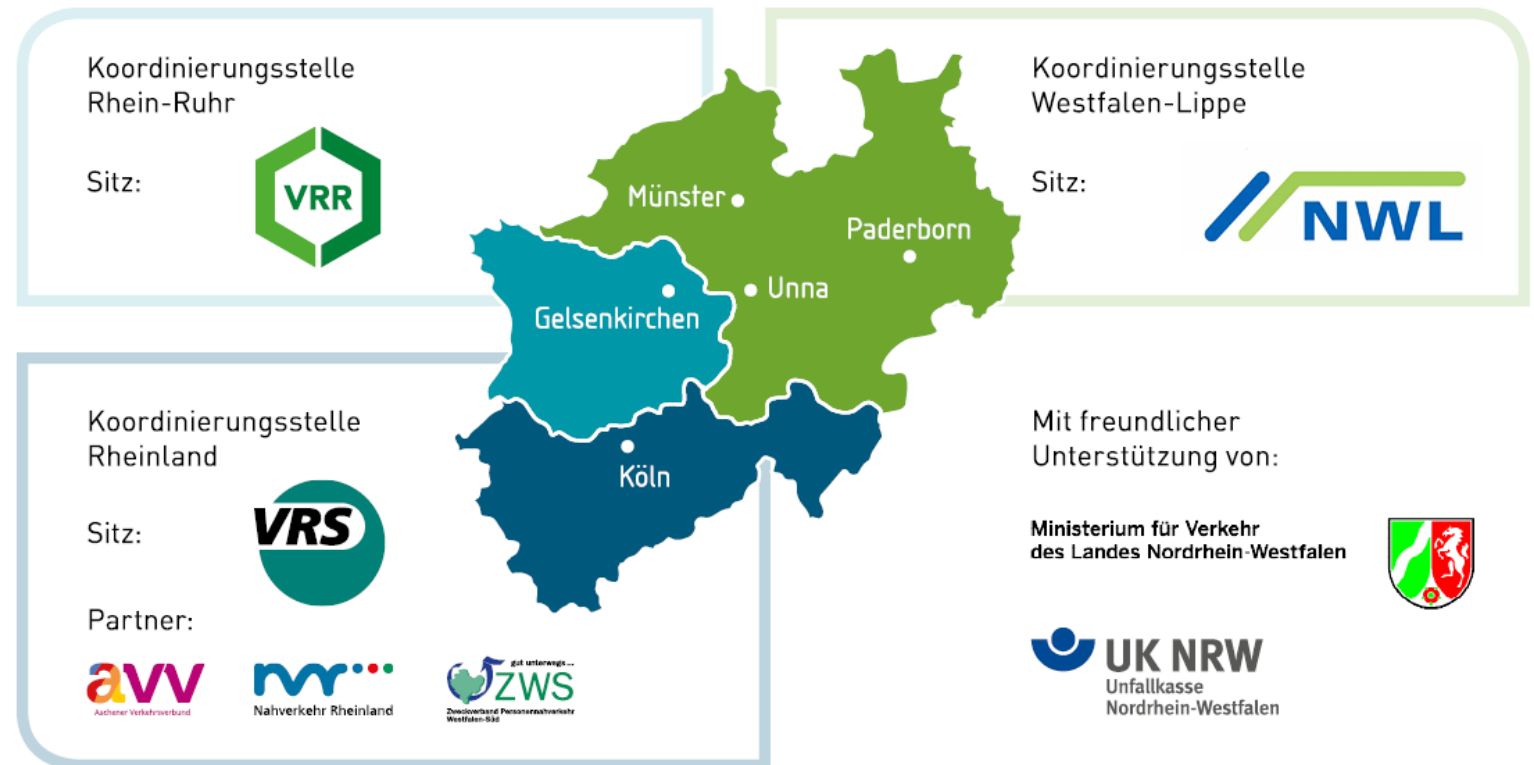 Koordinierungsstelle
Rhein-Ruhr
Sitz:
VRR
Koordinierungsstelle
Westfalen-Lippe
Sitz:
NWL
Münster
Paderborn
Unna
Gelsenkirchen
Köln
Koordinierungsstelle
Rheinland
Sitz:
VRS
Partner:
avv
Aachener Verkehrsverbund
nvr
Nahverkehr Rheinland
gut unterwegs...
ZWS
Zweckverband Personennahverkehr
Westfalen-Süd
Mit freundlicher
Unterstützung von:
Ministerium für Verkehr
des Landes Nordrhein-Westfalen
UK NRW
Unfallkasse
Nordrhein-Westfalen